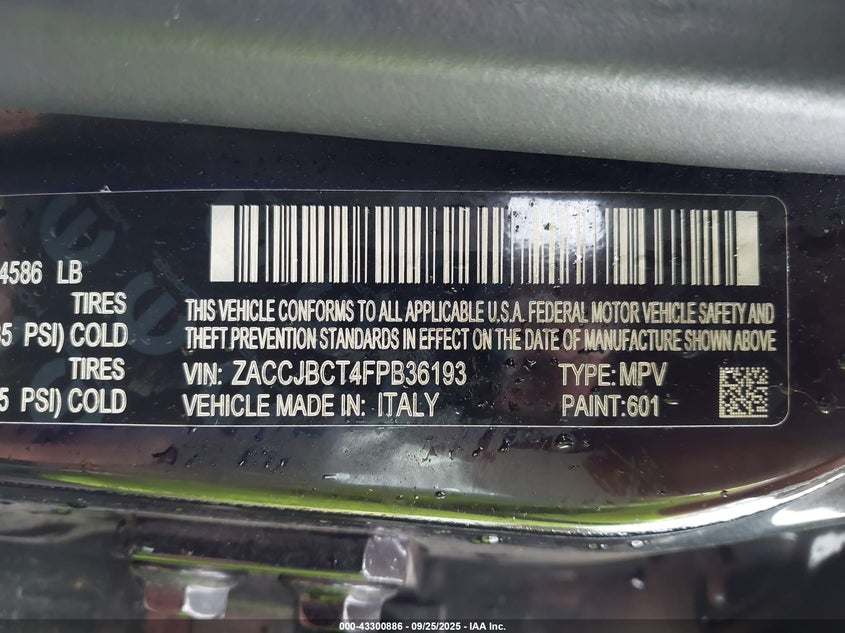 4586 LB
TIRES
5 PSI) COLD
TIRES
5 PSI) COLD
THIS VEHICLE CONFORMS TO ALL APPLICABLE U.S.A. FEDERAL MOTOR VEHICLE SAFETY AND
THEFT PREVENTION STANDARDS IN EFFECT ON THE DATE OF MANUFACTURE SHOWN ABOVE
VIN: ZACCJBCT4FPB36193 TYPE: MPV
VEHICLE MADE IN: ITALY PAINT: 601
000-43300886 - 09/25/2025 - IAA Inc.